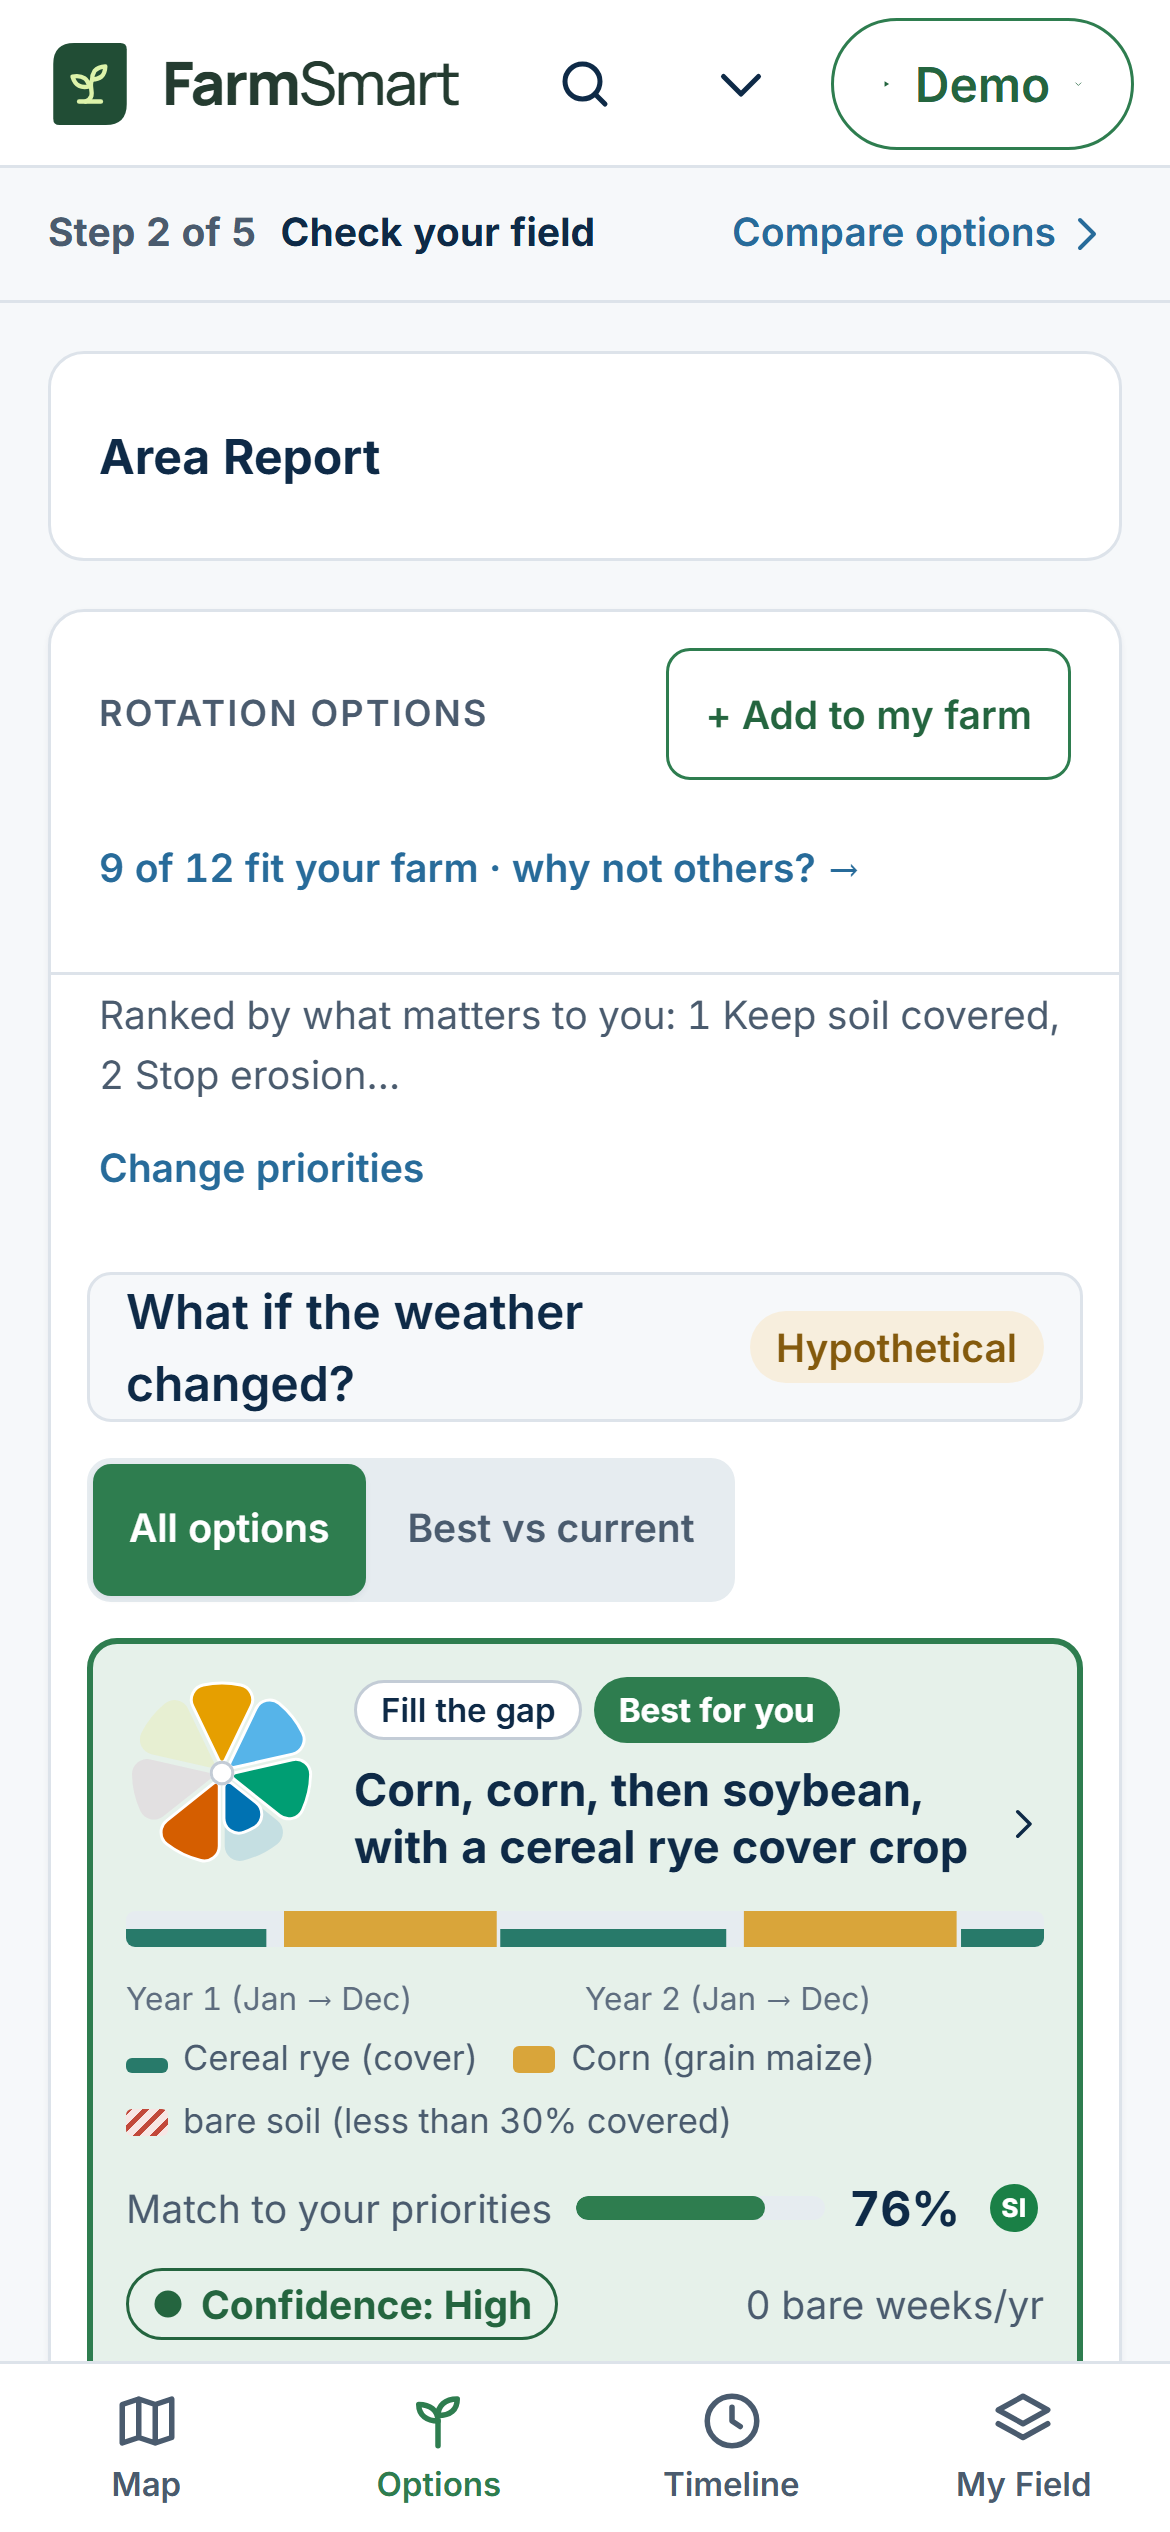 FarmSmart
Demo
Step 2 of 5 Check your field
Compare options
Area Report
ROTATION OPTIONS
+ Add to my farm
9 of 12 fit your farm · why not others? →
Ranked by what matters to you: 1 Keep soil covered,
2 Stop erosion...
Change priorities
What if the weather
changed?
Hypothetical
All options
Best vs current
Fill the gap
Best for you
Corn, corn, then soybean,
with a cereal rye cover crop
Year 1 (Jan → Dec)
Year 2 (Jan → Dec)
Cereal rye (cover)
Corn (grain maize)
bare soil (less than 30% covered)
Match to your priorities
76%
SI
Confidence: High
0 bare weeks/yr
Map
Options
Timeline
My Field